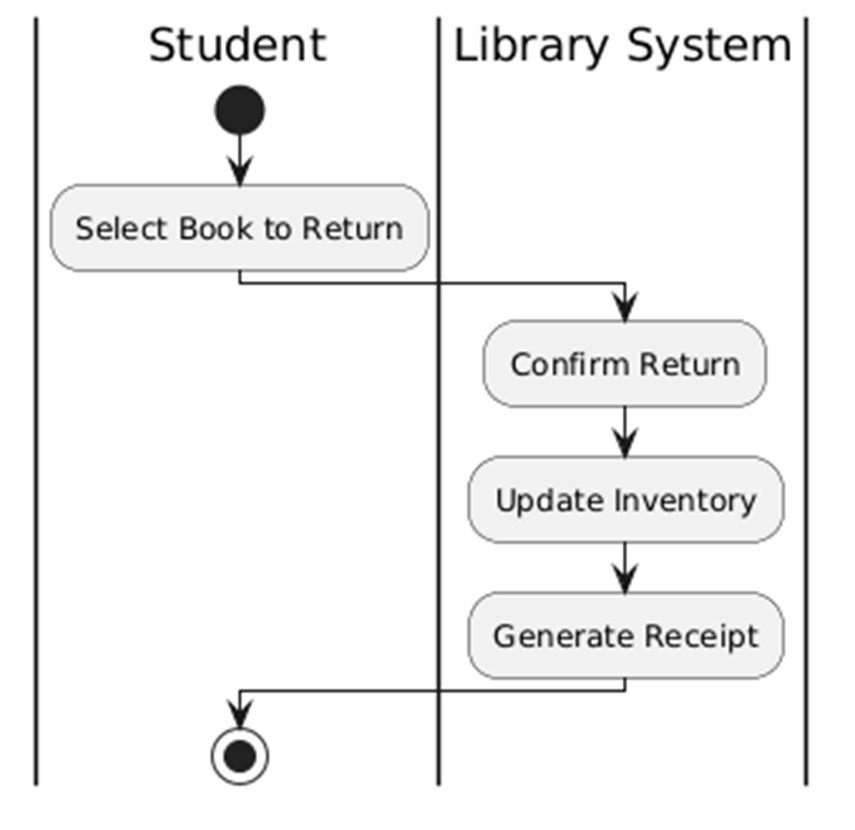 Student
Library System
Select Book to Return
Confirm Return
Update Inventory
Generate Receipt